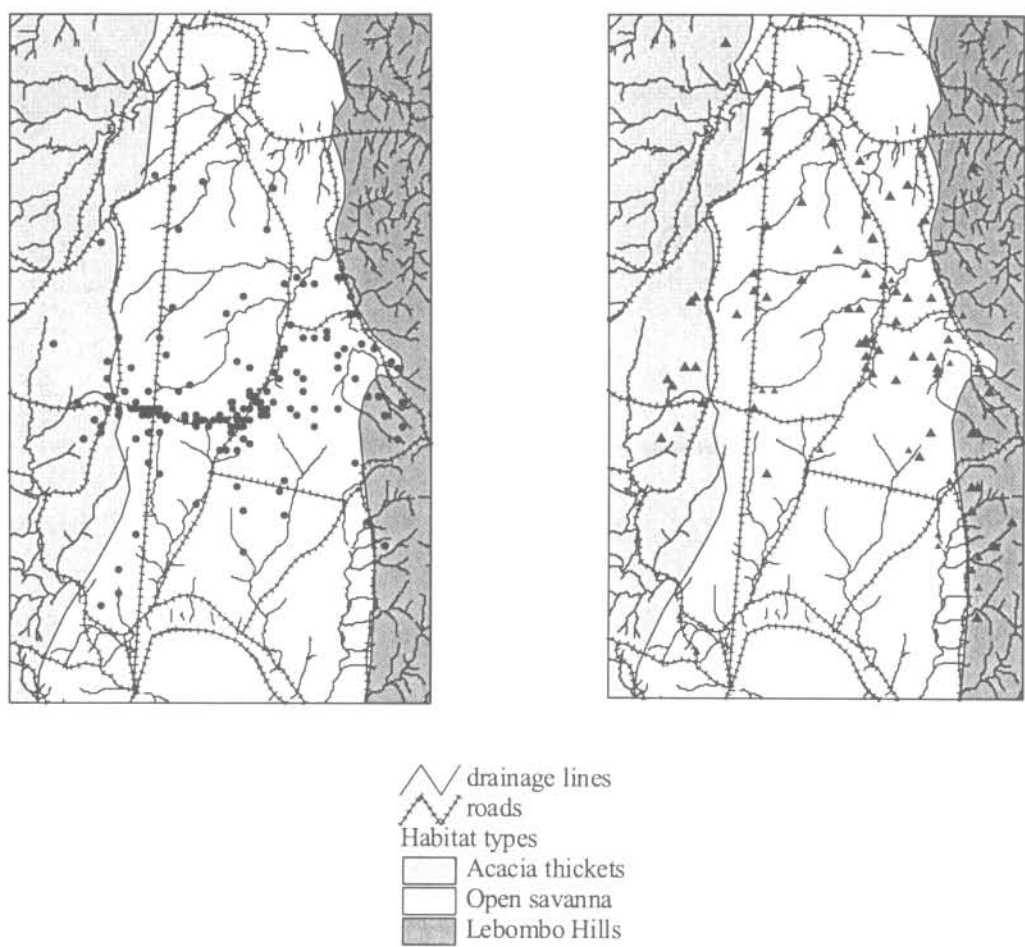 drainage lines
roads
Habitat types
Acacia thickets
Open savanna
Lebombo Hills